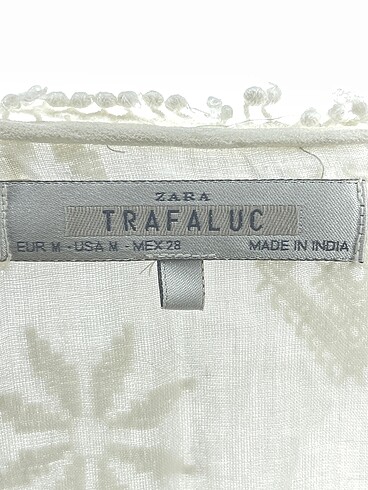 ZARA
TRAFALUC
EUR M - USA M - MEX 28 MADE IN INDIA